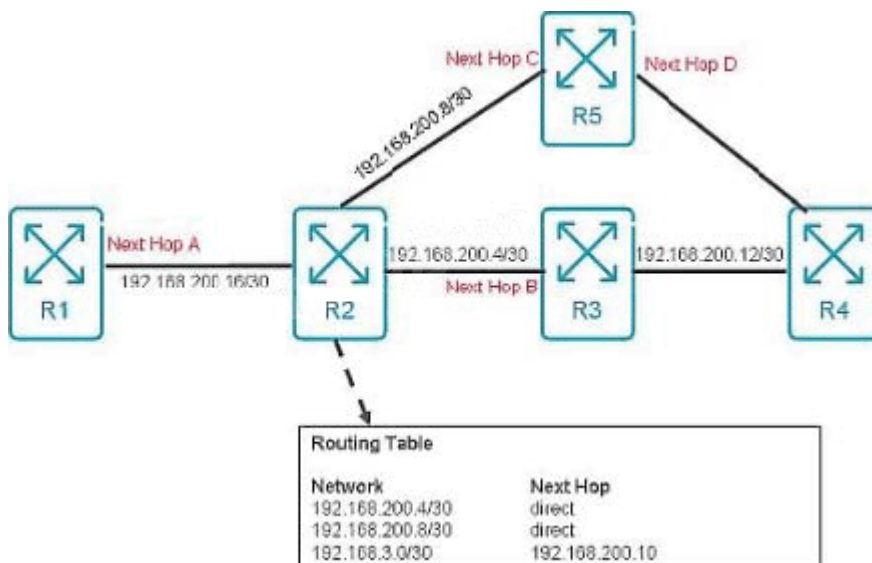 Next Hop C
Next Hop D
R5
192.168.200.8/30
Next Hop A
192.168.200.4/30
192.168.200.12/30
192.168.200.16/30
Next Hop B
R1
R2
R3
R4
Routing Table
Network Next Hop
192.168.200.4/30 direct
192.168.200.8/30 direct
192.168.3.0/30 192.168.200.10